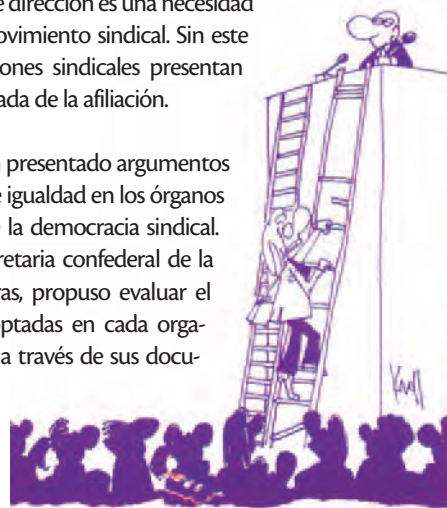 e dirección es una necesidad
ovimiento sindical. Sin este
iones sindicales presentan
ada de la afiliación.
n presentado argumentos
e igualdad en los órganos
la democracia sindical.
retaria confederal de la
ras, propuso evaluar el
optadas en cada orga-
a través de sus docu-